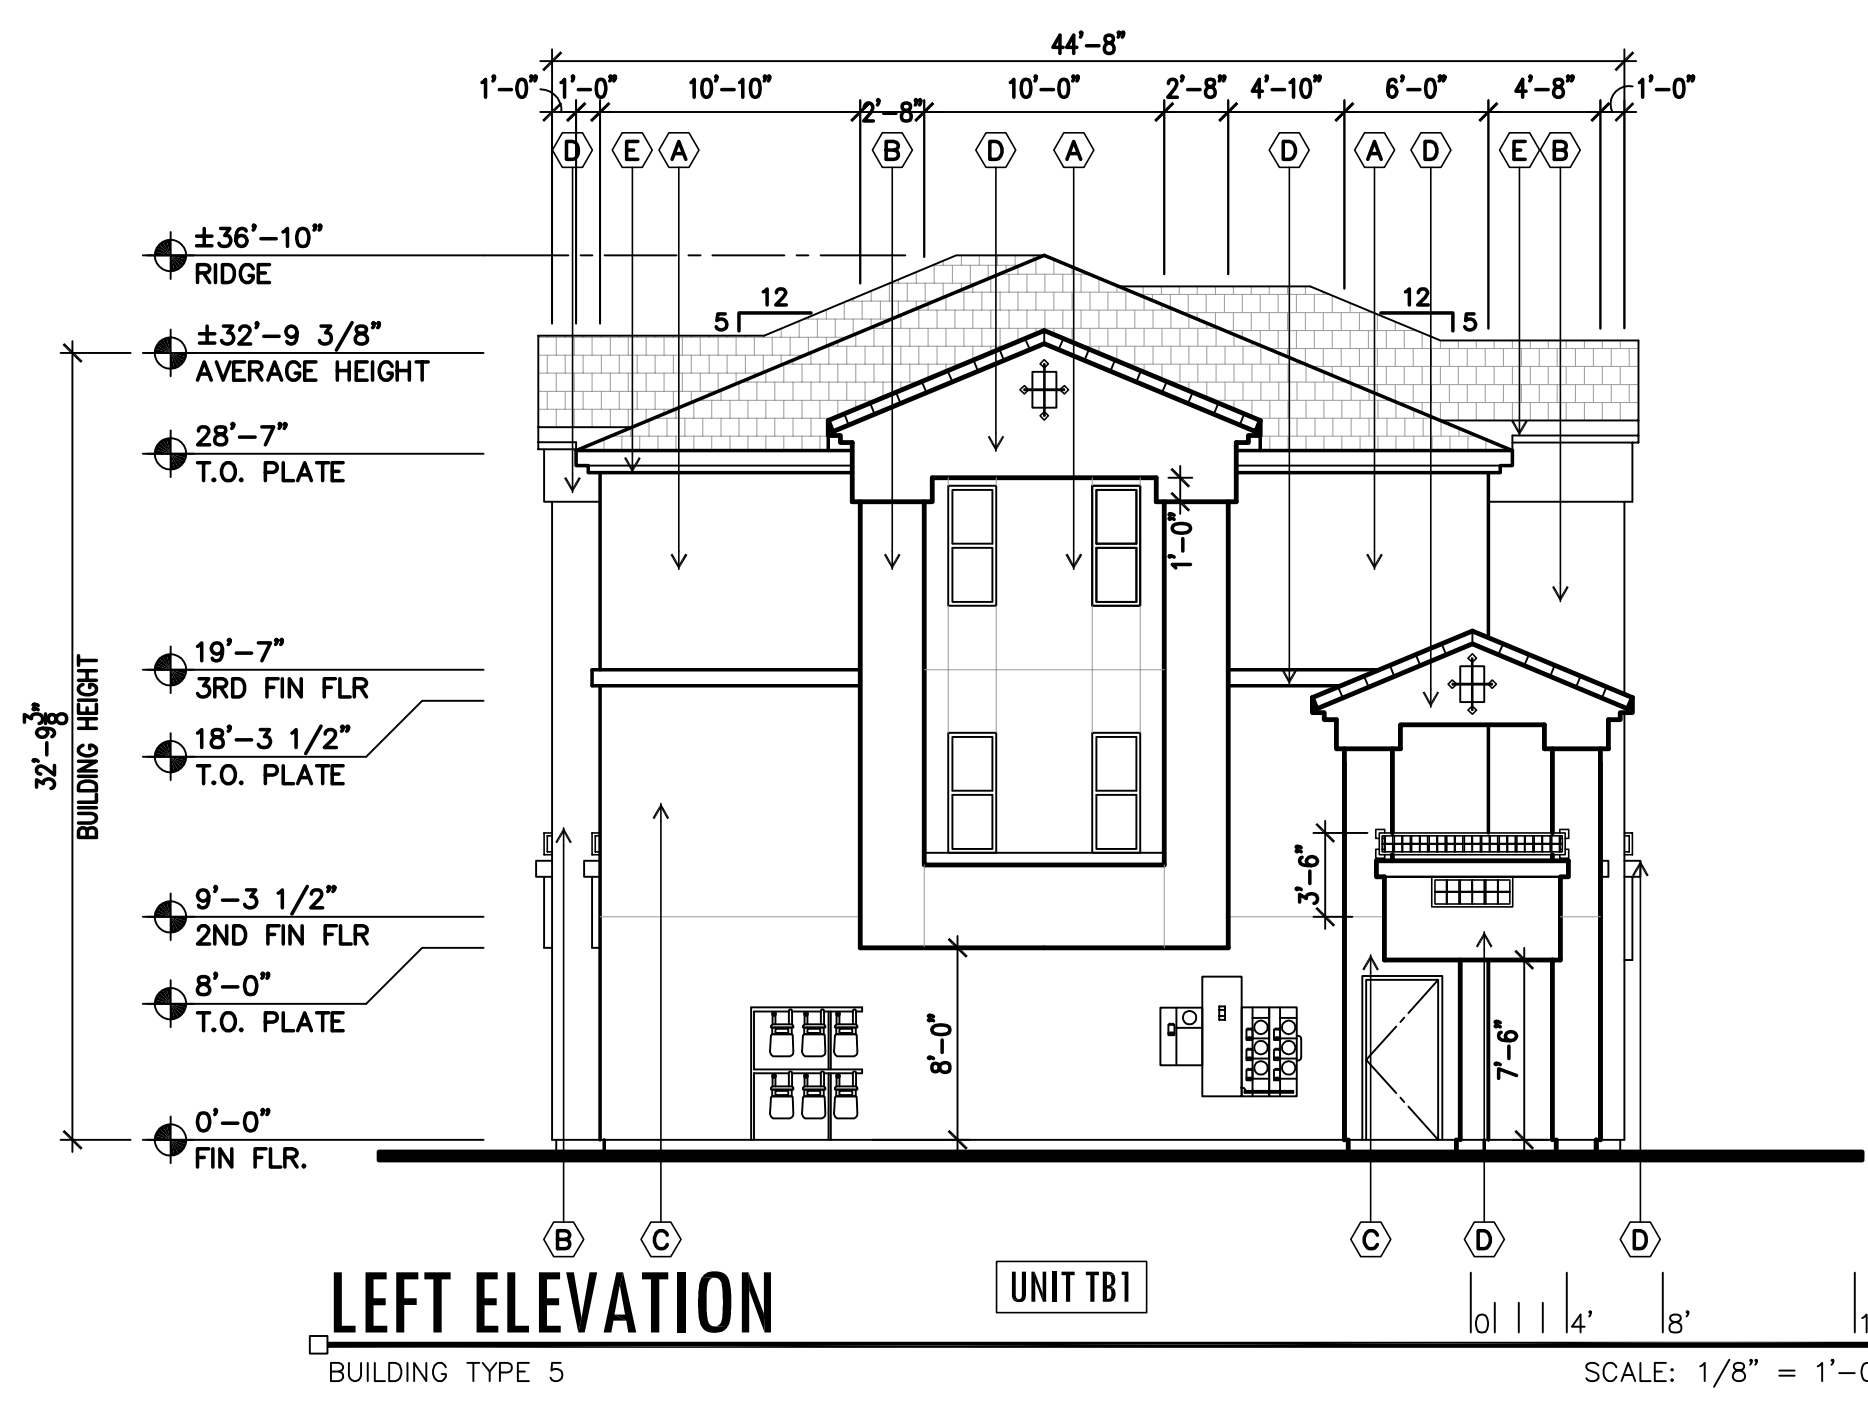 44'-8"
1'-0" 1'-0" 10'-10" 2'-8" 10'-0" 2'-8" 4'-10" 6'-0" 4'-8" 1'-0"
D E A B D A D A D E B
±36'-10"
RIDGE
12
5
12
5
±32'-9 3/8"
AVERAGE HEIGHT
28'-7"
T.O. PLATE
1'-0"
19'-7"
3RD FIN FLR
18'-3 1/2"
T.O. PLATE
32'-9 3/8"
BUILDING HEIGHT
3'-6"
9'-3 1/2"
2ND FIN FLR
8'-0"
T.O. PLATE
8'-0"
7'-6"
0'-0"
FIN FLR.
B C C D D
LEFT ELEVATION
UNIT TB1
0 4' 8' 1
BUILDING TYPE 5
SCALE: 1/8" = 1'-0